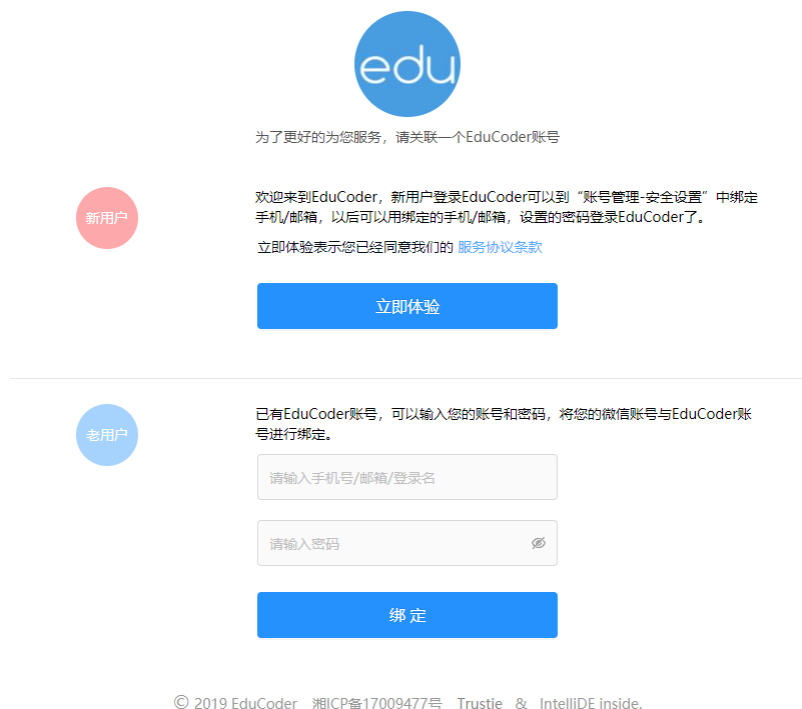 edu
为了更好的为您服务，请关联一个EduCoder账号
新用户
欢迎来到EduCoder，新用户登录EduCoder可以到“账号管理-安全设置”中绑定
手机/邮箱，以后可以用绑定的手机/邮箱，设置的密码登录EduCoder了。
立即体验表示您已经同意我们的 服务协议条款
立即体验
老用户
已有EduCoder账号，可以输入您的账号和密码，将您的微信账号与EduCoder账
号进行绑定。
请输入手机号/邮箱/登录名
请输入密码
绑 定
© 2019 EduCoder 湘ICP备17009477号 Trustie & IntelliDE inside.